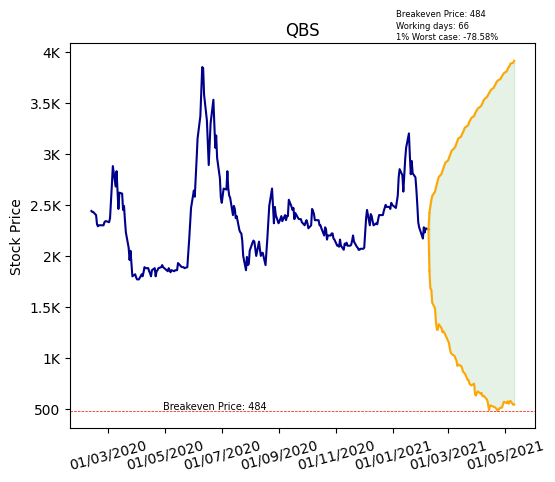 Breakeven Price: 484
Working days: 66
1% Worst case: -78.58%
QBS
Stock Price
4K
3.5K
3K
2.5K
2K
1.5K
1K
500
Breakeven Price: 484
01/03/2020
01/05/2020
01/07/2020
01/09/2020
01/11/2020
01/01/2021
01/03/2021
01/05/2021